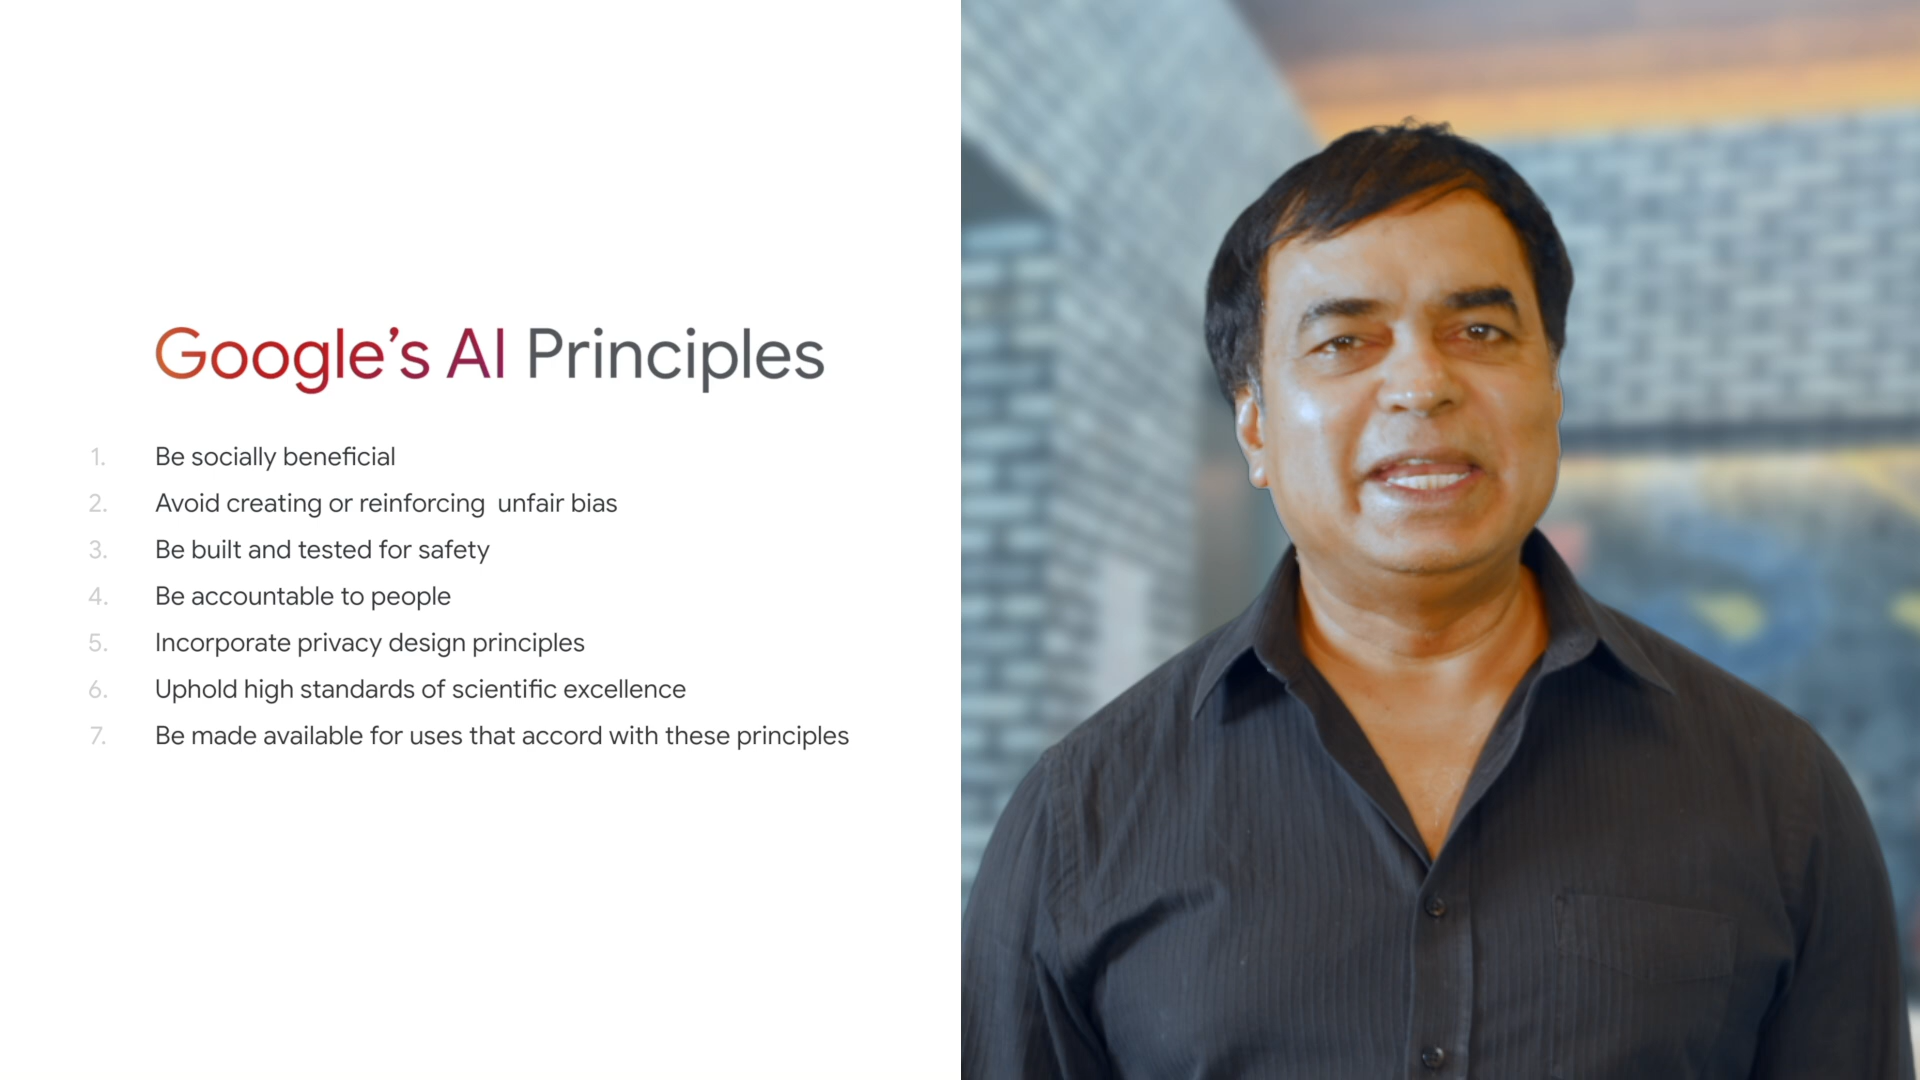 Google's AI Principles
1. Be socially beneficial
2. Avoid creating or reinforcing  unfair bias
3. Be built and tested for safety
4. Be accountable to people
5. Incorporate privacy design principles
6. Uphold high standards of scientific excellence
7. Be made available for uses that accord with these principles